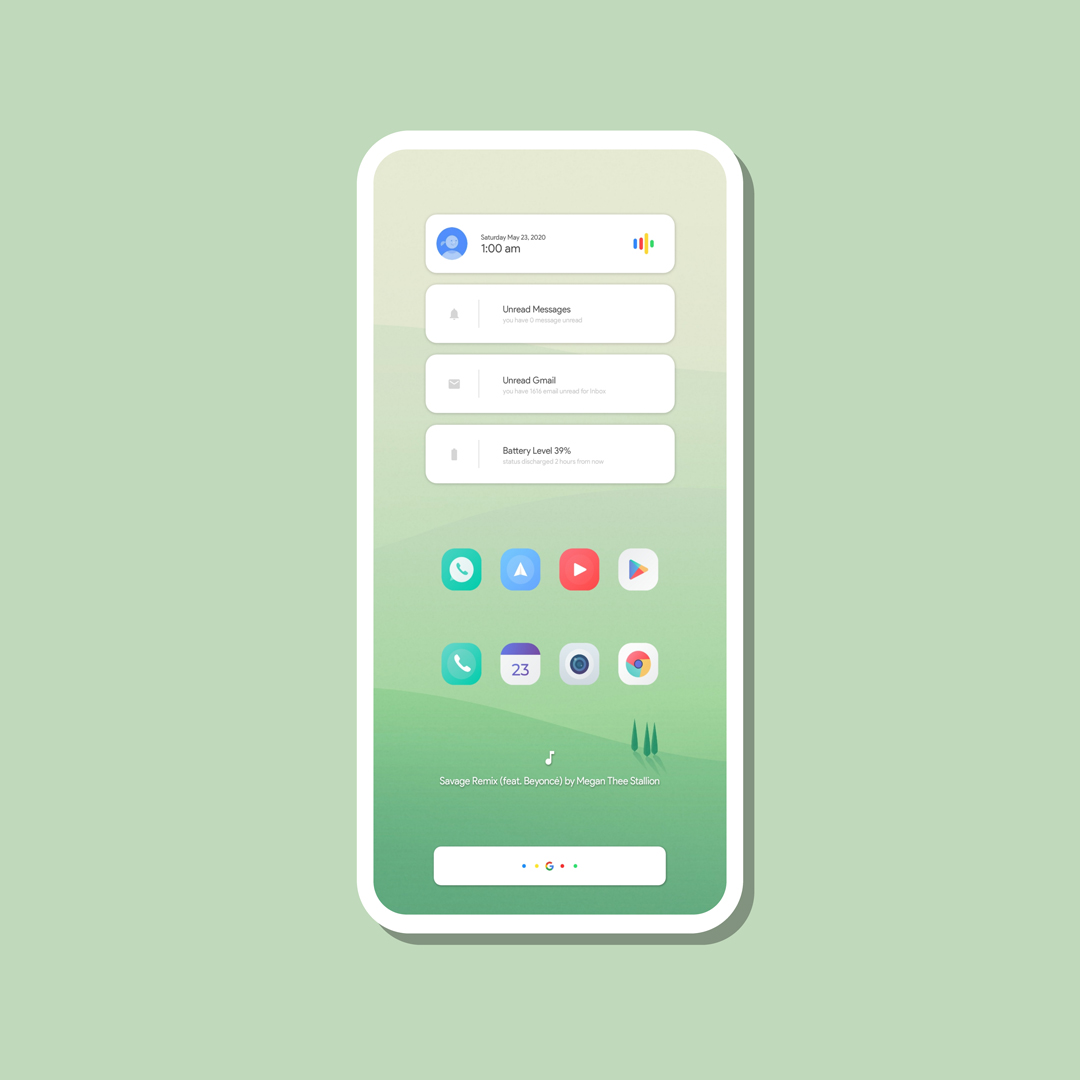 Saturday May 23, 2020
1:00 am
Unread Messages
you have 0 message unread
Unread Gmail
you have 1616 email unread for Inbox
Battery Level 39%
status discharged 2 hours from now
23
Savage Remix (feat. Beyoncé) by Megan Thee Stallion
G